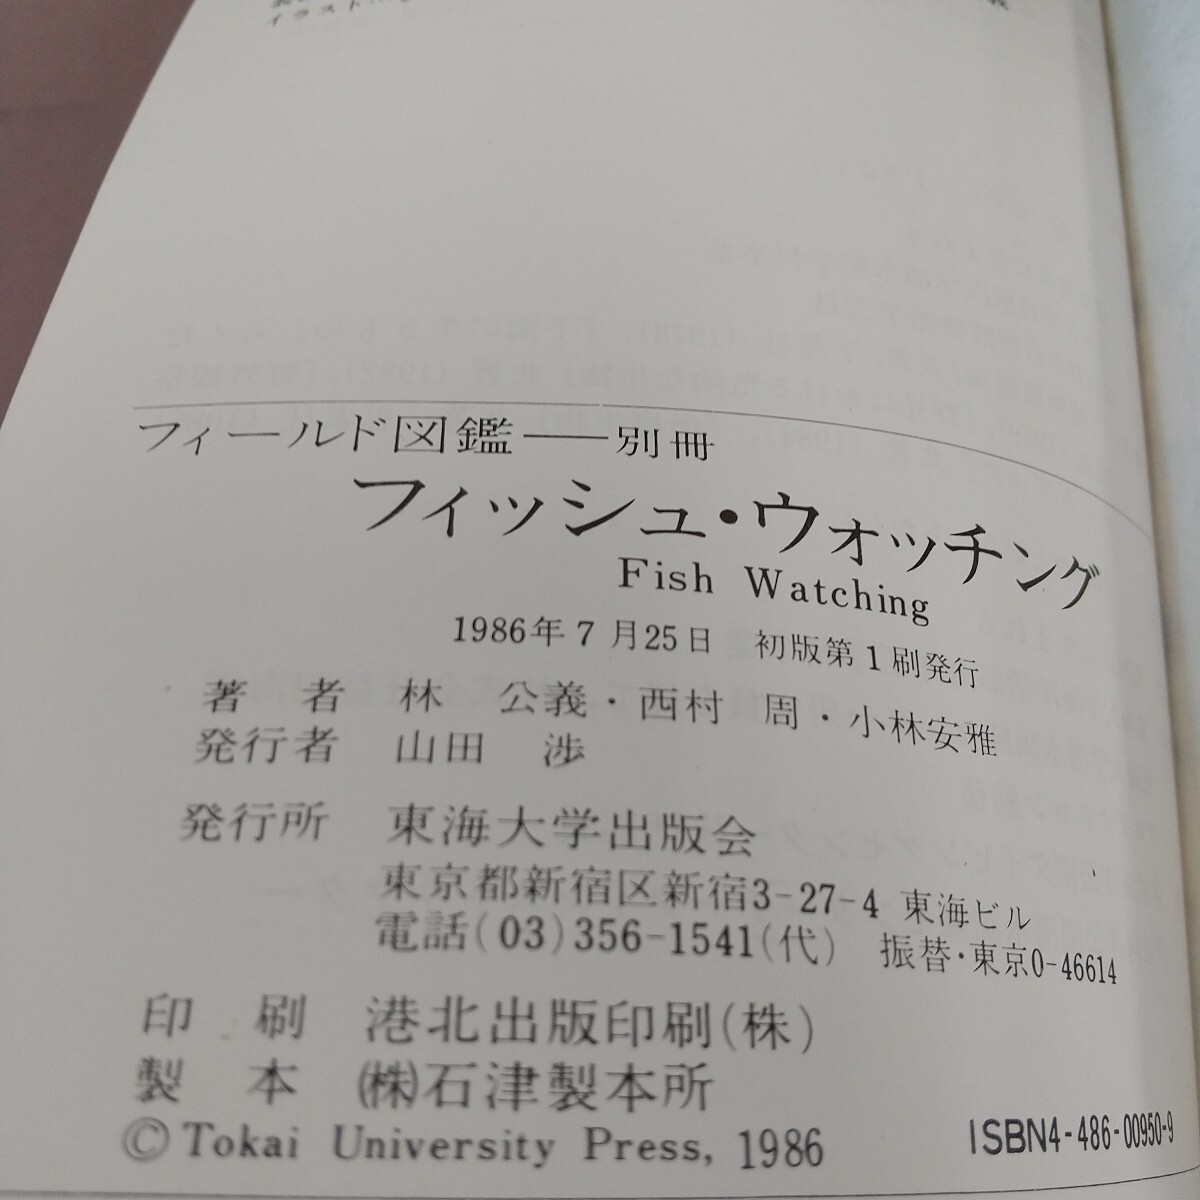 イラスト
フィールド図鑑——別冊
フィッシュ・ウォッチング
Fish Watching
1986年7月25日 初版第1刷発行
著者 林 公義・西村 周・小林安雅
発行者 山田 渉
発行所 東海大学出版会
東京都新宿区新宿3-27-4 東海ビル
電話(03)356-1541(代) 振替・東京0-46614
印刷 港北出版印刷(株)
製本 (株)石津製本所
©Tokai University Press, 1986
ISBN4-486-00950-9